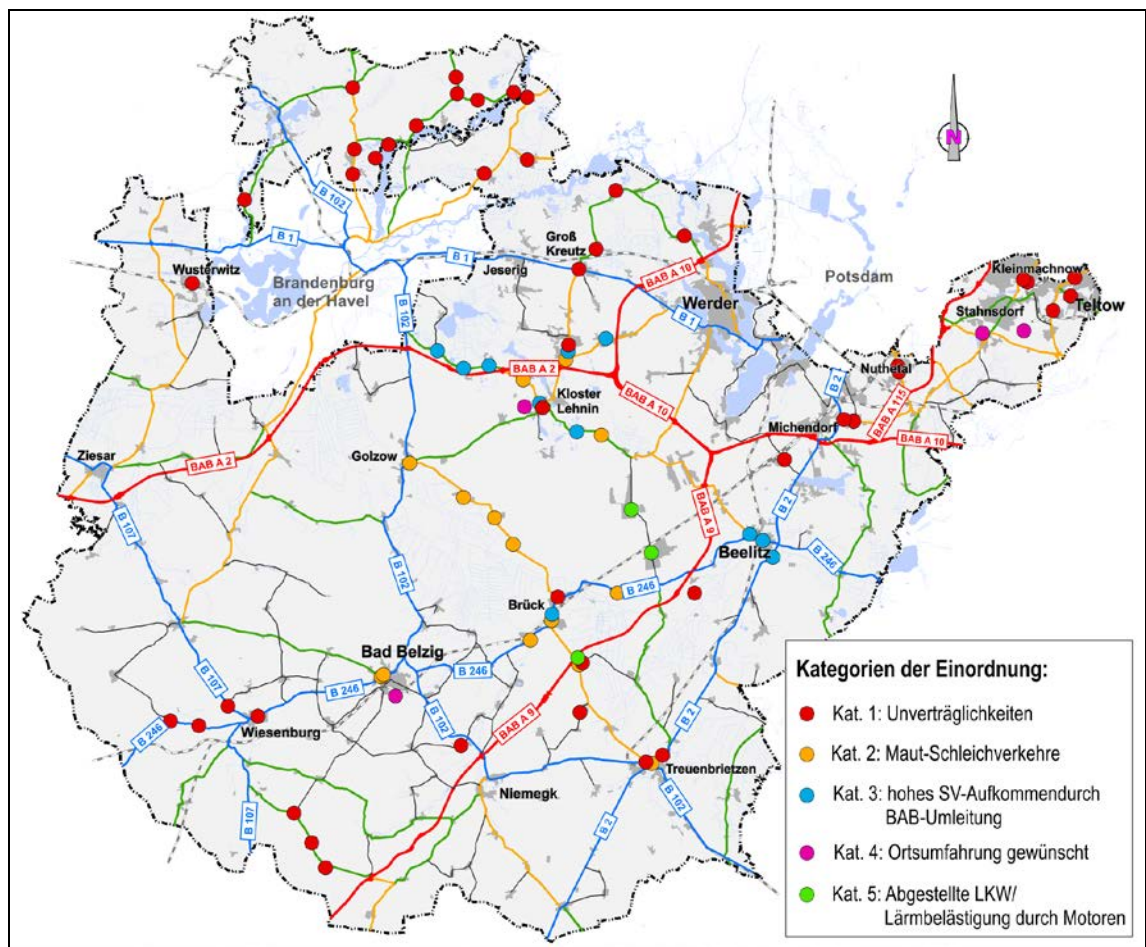 N
B 102
B 1
Wusterwitz
Brandenburg
an der Havel
Groß
Kreutz
B 1
Jeserig
BAB A 10
Potsdam
Kleinmachnow
Werder
Stahnsdorf
Teltow
B 102
B 1
BAB A 2
Nuthetal
B 2
Kloster
Lehnin
BAB A 10
BAB A 115
Michendorf
BAB A 10
Ziesar
BAB A 2
Golzow
BAB A 9
B 2
B 107
Beelitz
B 246
B 102
B 246
Brück
Bad Belzig
B 246
B 107
B 246
B 246
Wiesenburg
B 102
BAB A 9
B 2
Treuenbrietzen
Niemegk
B 102
B 107
B 2
Kategorien der Einordnung:
Kat. 1: Unverträglichkeiten
Kat. 2: Maut-Schleichverkehre
Kat. 3: hohes SV-Aufkommendurch
BAB-Umleitung
Kat. 4: Ortsumfahrung gewünscht
Kat. 5: Abgestellte LKW/
Lärmbelästigung durch Motoren